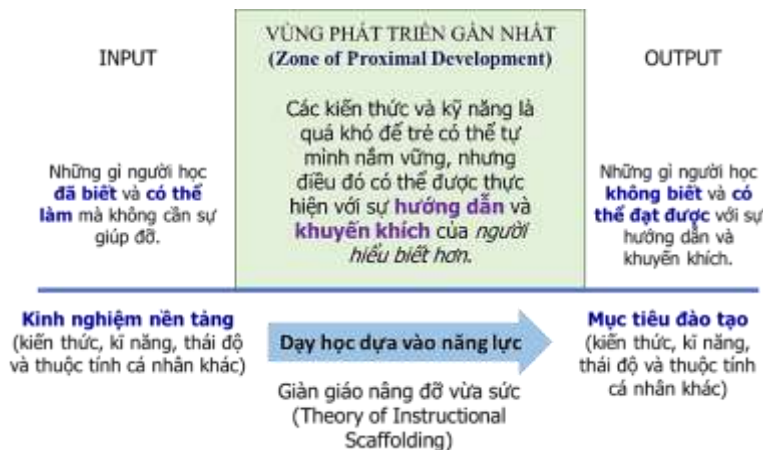 INPUT
VÙNG PHÁT TRIỂN GẦN NHẤT
(Zone of Proximal Development)
OUTPUT
Các kiến thức và kỹ năng là
quá khó để trẻ có thể tự
mình nắm vững, nhưng
điều đó có thể được thực
hiện với sự hướng dẫn và
khuyến khích của người
hiểu biết hơn.
Những gì người học
đã biết và có thể
làm mà không cần sự
giúp đỡ.
Những gì người học
không biết và có
thể đạt được với sự
hướng dẫn và
khuyến khích.
Kinh nghiệm nền tảng
(kiến thức, kĩ năng, thái độ
và thuộc tính cá nhân khác)
Dạy học dựa vào năng lực
Giàn giáo nâng đỡ vừa sức
(Theory of Instructional
Scaffolding)
Mục tiêu đào tạo
(kiến thức, kĩ năng,
thái độ và thuộc tính
cá nhân khác)